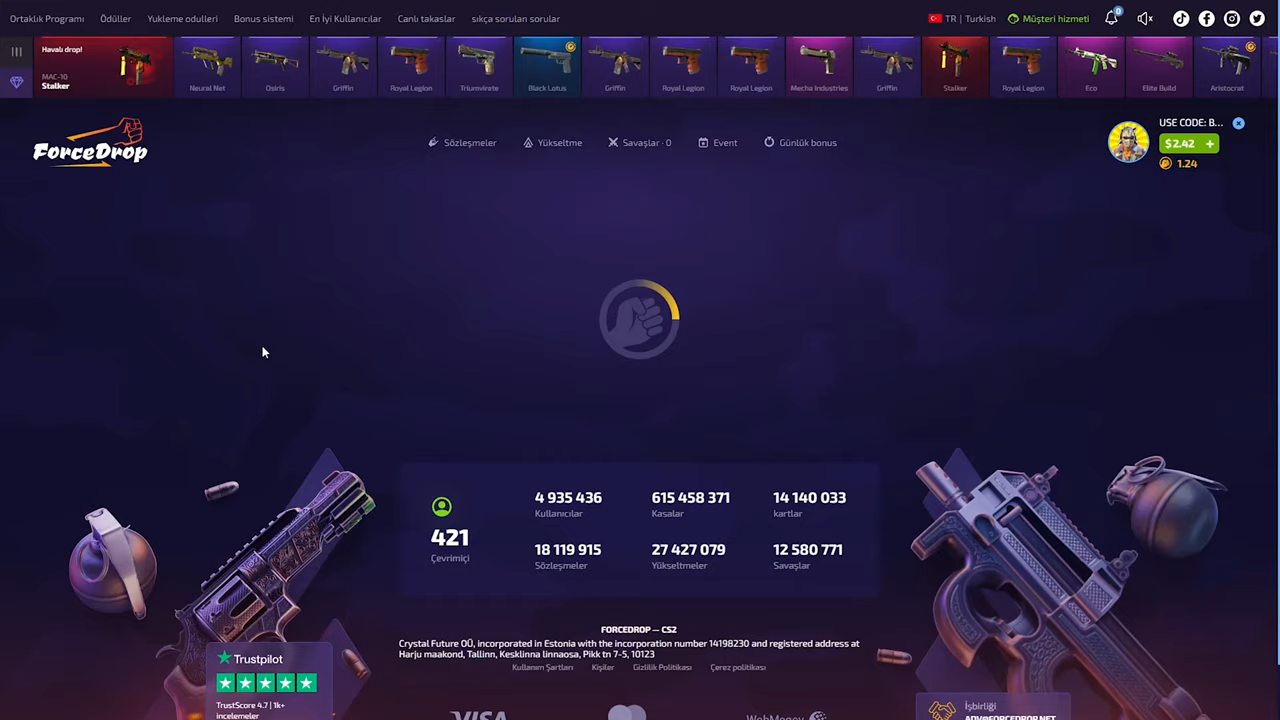 Ortaklık Programı
Ödüller
Yukleme odulleri
Bonus sistemi
En İyi Kullanıcılar
Canlı takaslar
sıkça sorulan sorular
TR | Turkish
Müşteri hizmeti
0
Havalı drop!
MAC-10
Stalker
Neural Net
Osiris
Griffin
Royal Legion
Triumvirate
Black Lotus
Griffin
Royal Legion
Royal Legion
Mecha Industries
Griffin
Stalker
Royal Legion
Eco
Elite Build
Aristocrat
ForceDrop
Sözleşmeler
Yükseltme
Savaşlar · 0
Event
Günlük bonus
USE CODE: B...
$2.42 +
1.24
421
Çevrimiçi
4 935 436
Kullanıcılar
615 458 371
Kasalar
14 140 033
kartlar
18 119 915
Sözleşmeler
27 427 079
Yükseltmeler
12 580 771
Savaşlar
FORCEDROP — CS2
Crystal Future OÜ, incorporated in Estonia with the incorporation number 14198230 and registered address at
Harju maakond, Tallinn, Kesklinna linnaosa, Pikk tn 7-5, 10123
Kullanım Şartları
Kişiler
Gizlilik Politikası
Çerez politikası
Trustpilot
TrustScore 4.7 | 1k+
incelemeler
VISA
WebMoney
İşbirliği
ADV@FORCEDROP.NET